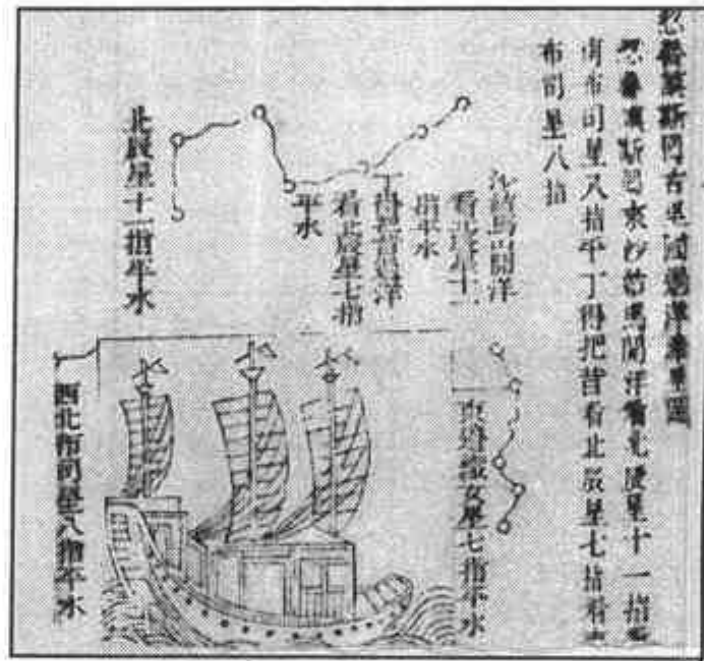 忽魯謨斯回古里國過洋牽星圖
忽魯謨斯回來沙姑馬開洋看北辰星十一指看
南布司星八指平丁得把昔看北辰星七指看
布司星八指
沙姑馬山開洋
看北辰星十一
指平水
丁得把昔過洋
看北辰星七指
平水
北辰星十一指平水
東邊織女星七指平水
西北布司星八指平水